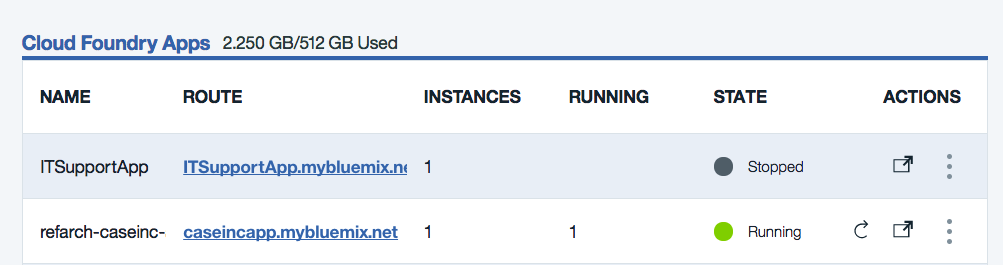 Cloud Foundry Apps 2.250 GB/512 GB Used
NAME ROUTE INSTANCES RUNNING STATE ACTIONS
ITSupportApp ITSupportApp.mybluemix.ne 1 Stopped
refarch-caseinc- caseincapp.mybluemix.net 1 1 Running